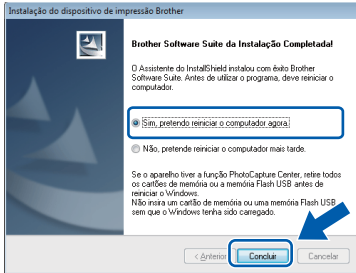 Instalação do dispositivo de impressão Brother
Brother Software Suite da Instalação Completada!
O Assistente do InstallShield instalou com êxito Brother
Software Suite. Antes de utilizar o programa, deve reiniciar o
computador.
Sim, pretendo reiniciar o computador agora.
Não, pretende reiniciar o computador mais tarde.
Se o aparelho tiver a função PhotoCapture Center, retire todos
os cartões de memória ou a memória Flash USB antes de
reiniciar o Windows.
Não insira um cartão de memória ou uma memória Flash USB
sem que o Windows tenha sido carregado.
< Anterior
Concluir
Cancelar